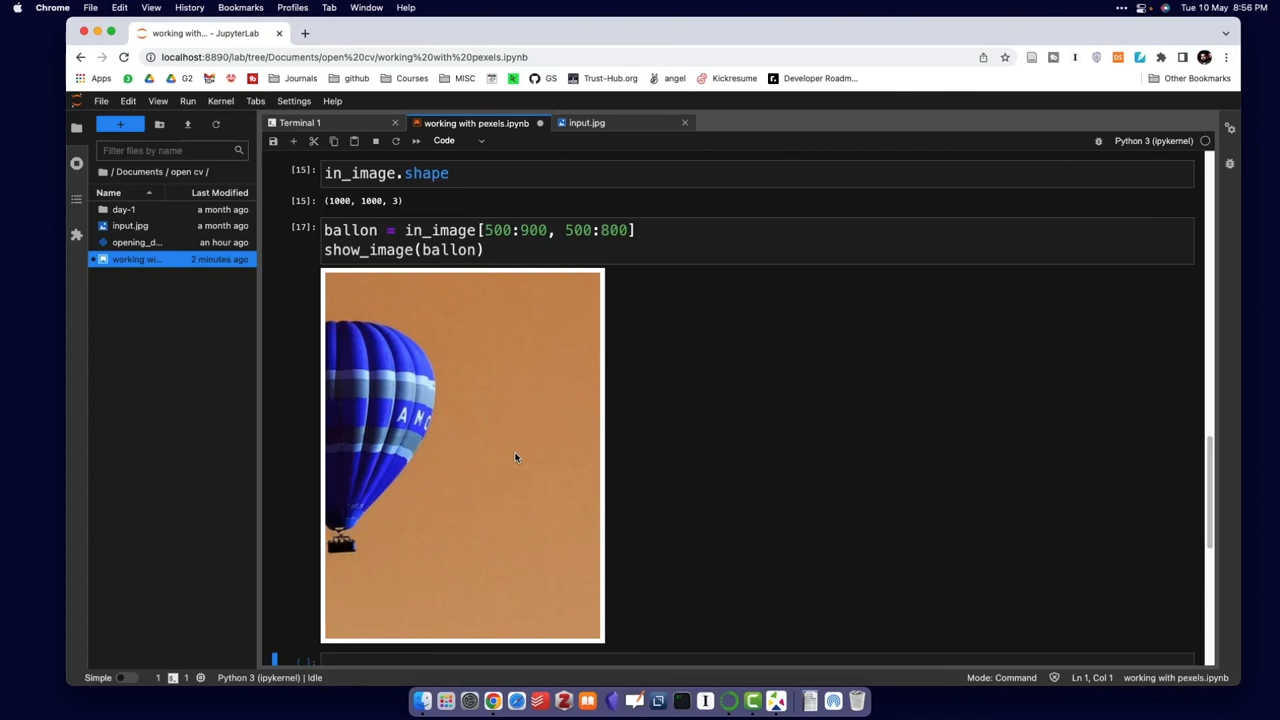 Chrome File Edit View History Bookmarks Profiles Tab Window Help Tue 10 May 8:56 PM
working with... - JupyterLab
localhost:8890/lab/tree/Documents/open%20cv/working%20with%20pexels.ipynb
Apps G2 Journals github Courses MISC GS Trust-Hub.org angel Kickresume Developer Roadm... Other Bookmarks
File Edit View Run Kernel Tabs Settings Help
Terminal 1 working with pexels.ipynb input.jpg
Code Python 3 (ipykernel)
Filter files by name
/ Documents / open cv /
Name Last Modified
day-1 a month ago
input.jpg a month ago
opening_d... an hour ago
working wi... 2 minutes ago
[15]: in_image.shape
[15]: (1000, 1000, 3)
[17]: ballon = in_image[500:900, 500:800]
show_image(ballon)
AMC
[ ]:
Simple 1 1 Python 3 (ipykernel) | Idle Mode: Command Ln 1, Col 1 working with pexels.ipynb